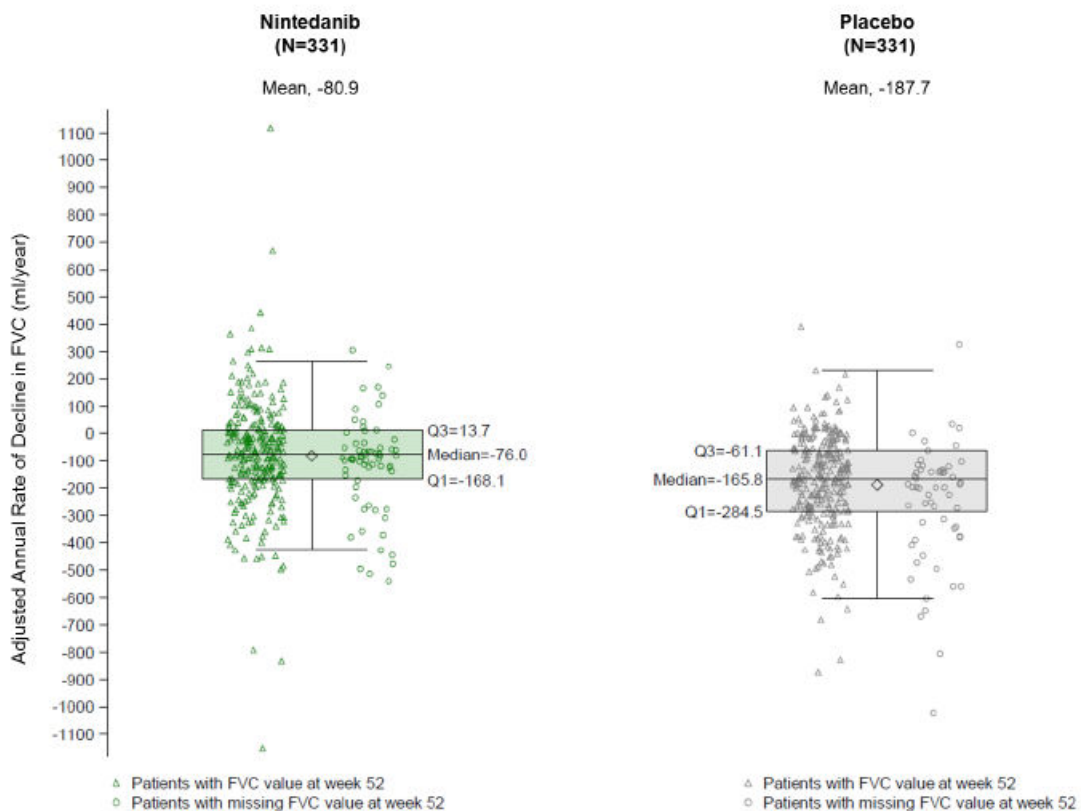 Nintedanib
(N=331)
Mean, -80.9
Placebo
(N=331)
Mean, -187.7
Adjusted Annual Rate of Decline in FVC (ml/year)
1100
1000
900
800
700
600
500
400
300
200
100
0
-100
-200
-300
-400
-500
-600
-700
-800
-900
-1000
-1100
Q3=13.7
Median=-76.0
Q1=-168.1
Q3=-61.1
Median=-165.8
Q1=-284.5
Patients with FVC value at week 52
Patients with missing FVC value at week 52
Patients with FVC value at week 52
Patients with missing FVC value at week 52